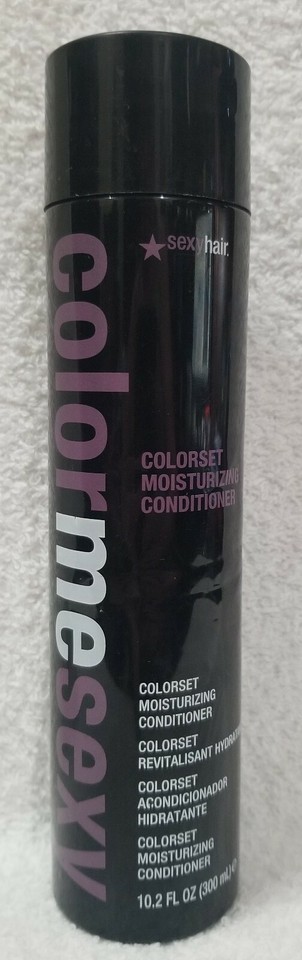 sexyhair.
colormesexy
COLORSET
MOISTURIZING
CONDITIONER
COLORSET
MOISTURIZING
CONDITIONER
COLORSET
REVITALISANT
COLORSET
ACONDICIONADOR
HIDRATANTE
COLORSET
MOISTURIZING
CONDITIONER
10.2 FL OZ (300 mL) e